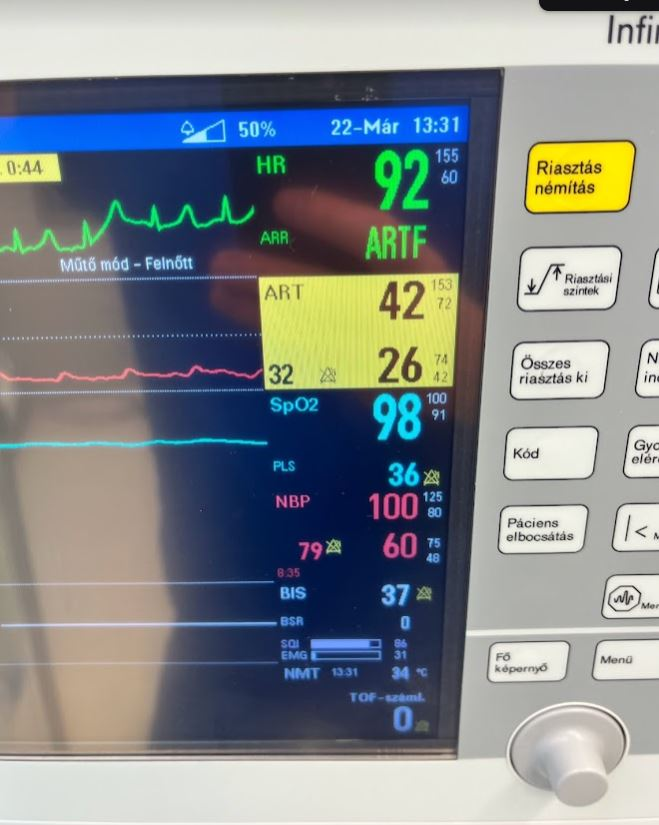 50% 22-Már 13:31
0:44
HR 92 155 60
ARR ARTF
Műtő mód - Felnőtt
ART 42 153 72
32 26 74 42
SpO2 98 100 91
PLS 36
NBP 100 125 80
79 60 75 48
8:35
BIS 37
BSR 0
SQI 86
EMG 31
NMT 13:31 34 °C
TOF-száml.
0
Riasztás
némítás
Riasztási
szintek
Összes
riasztás ki
Kód
Páciens
elbocsátás
Fő
képernyő
Menü